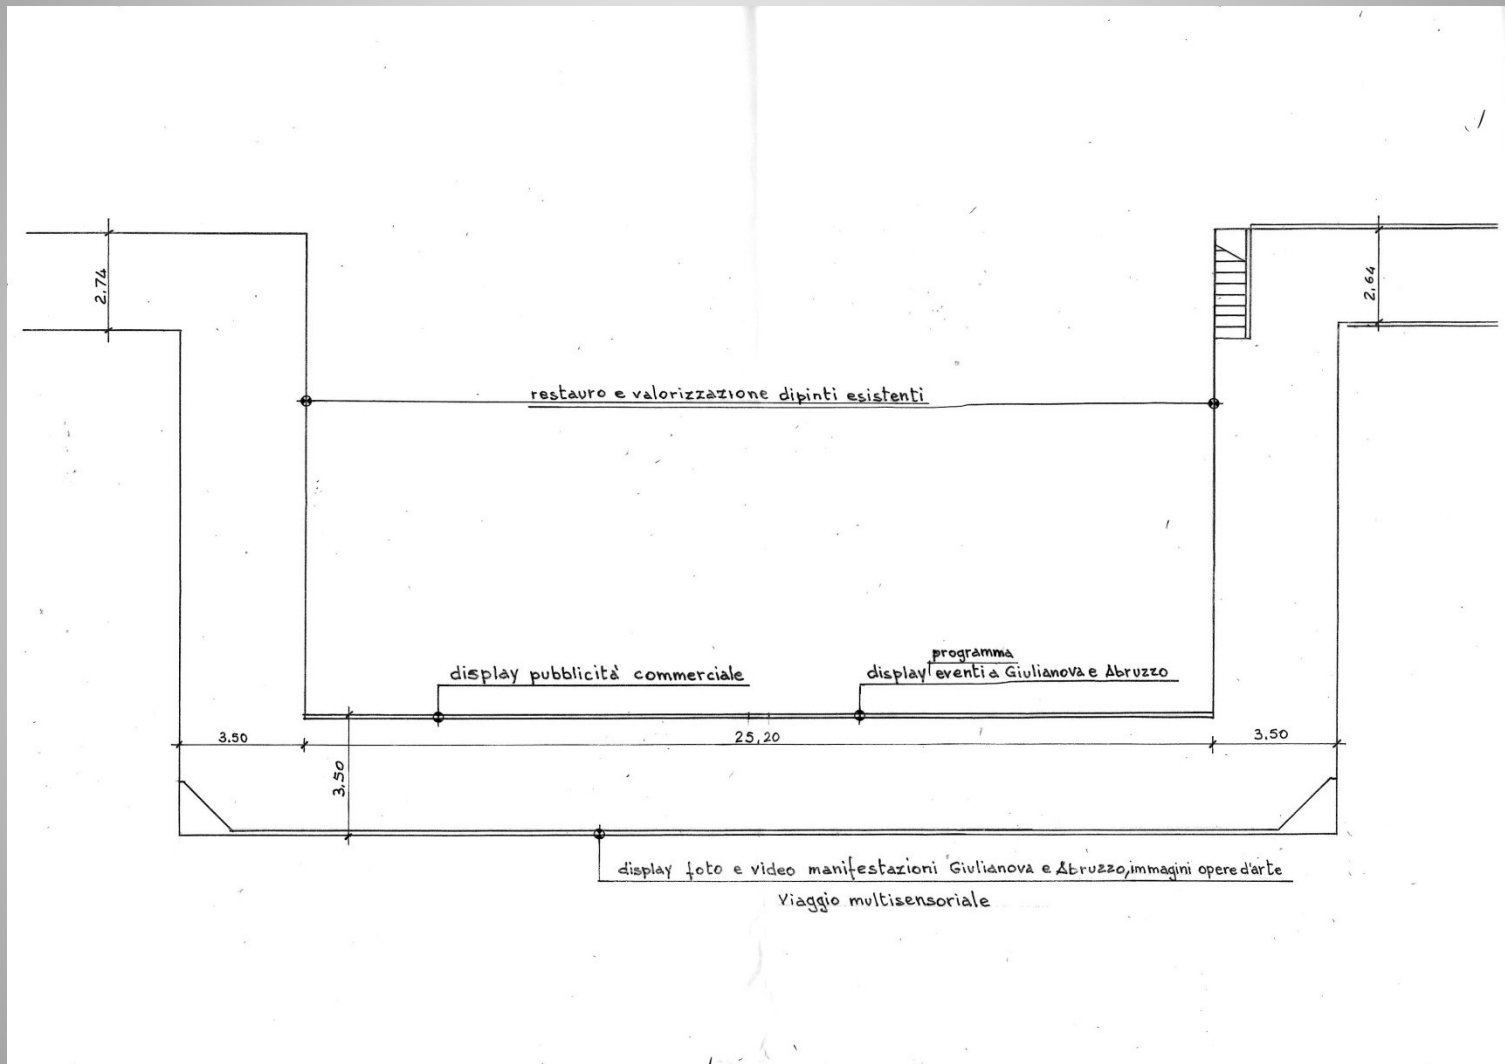 2,74
2,64
restauro e valorizzazione dipinti esistenti
programma
display eventi a Giulianova e Abruzzo
display pubblicità commerciale
3.50
25,20
3,50
3,50
display foto e video manifestazioni Giulianova e Abruzzo, immagini opere d'arte
Viaggio multisensoriale